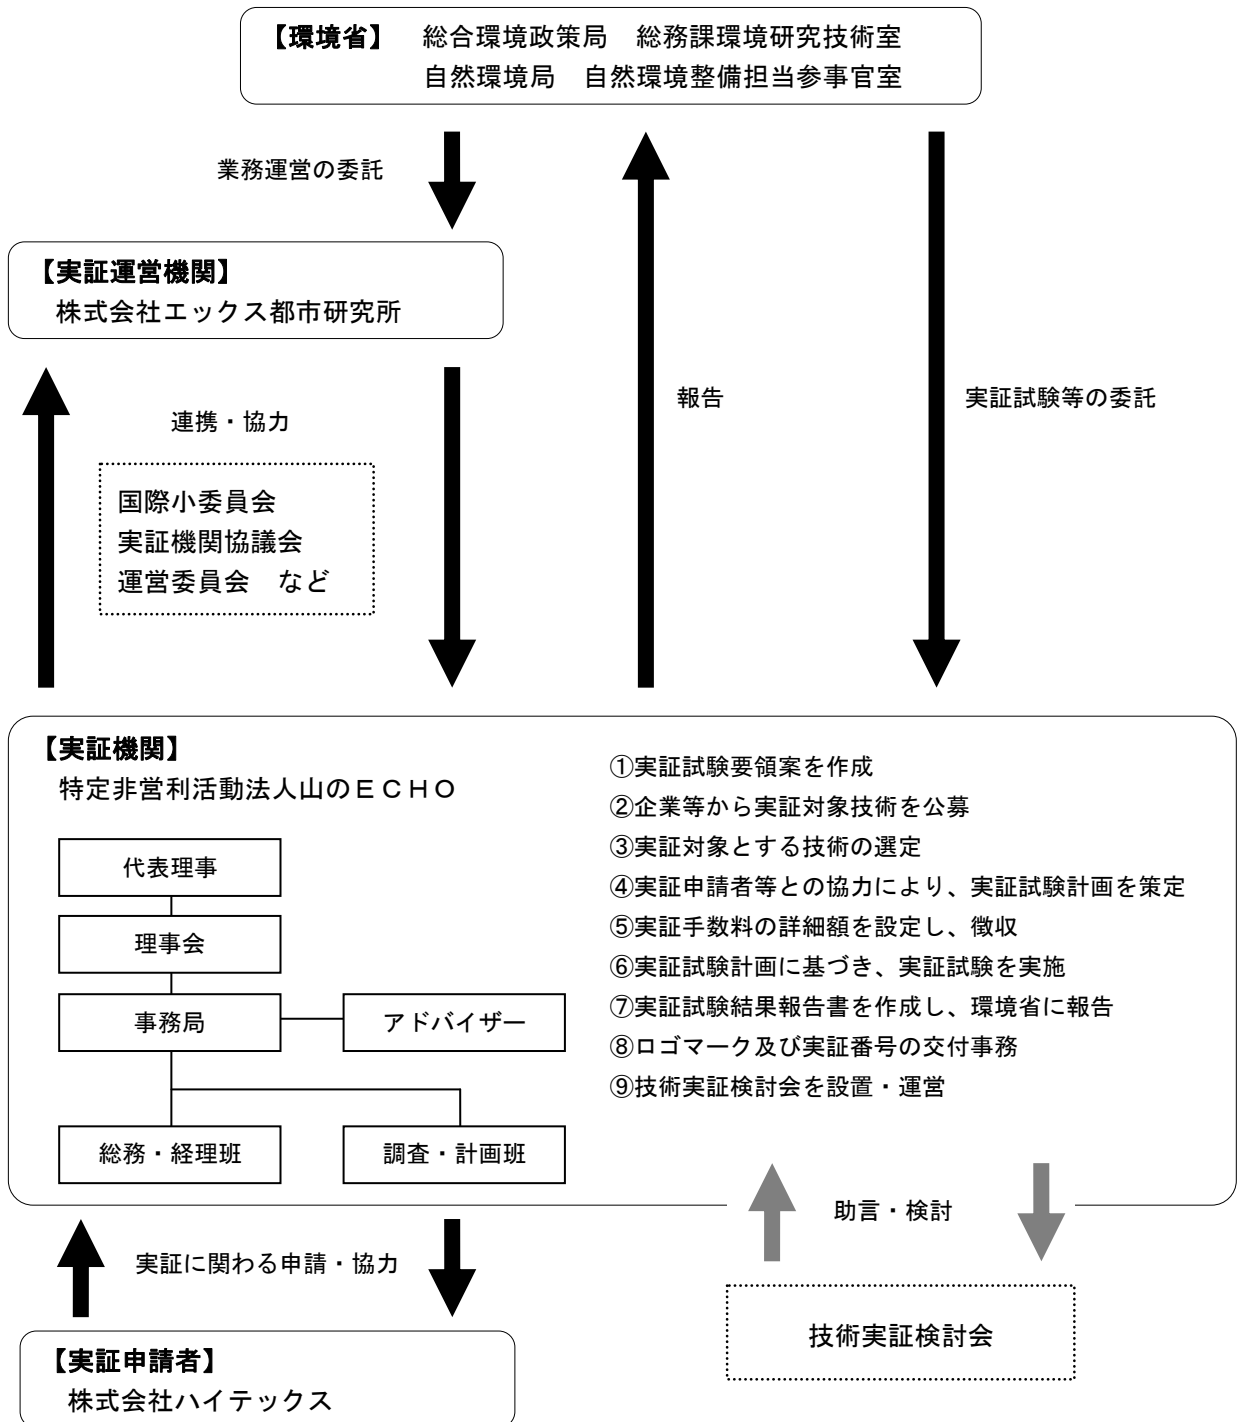 【環境省】　総合環境政策局　総務課環境研究技術室
自然環境局　自然環境整備担当参事官室
業務運営の委託
【実証運営機関】
株式会社エックス都市研究所
連携・協力
報告
実証試験等の委託
国際小委員会
実証機関協議会
運営委員会　など
【実証機関】
特定非営利活動法人山のＥＣＨＯ
代表理事
理事会
事務局
アドバイザー
総務・経理班
調査・計画班
①実証試験要領案を作成
②企業等から実証対象技術を公募
③実証対象とする技術の選定
④実証申請者等との協力により、実証試験計画を策定
⑤実証手数料の詳細額を設定し、徴収
⑥実証試験計画に基づき、実証試験を実施
⑦実証試験結果報告書を作成し、環境省に報告
⑧ロゴマーク及び実証番号の交付事務
⑨技術実証検討会を設置・運営
助言・検討
実証に関わる申請・協力
技術実証検討会
【実証申請者】
株式会社ハイテックス